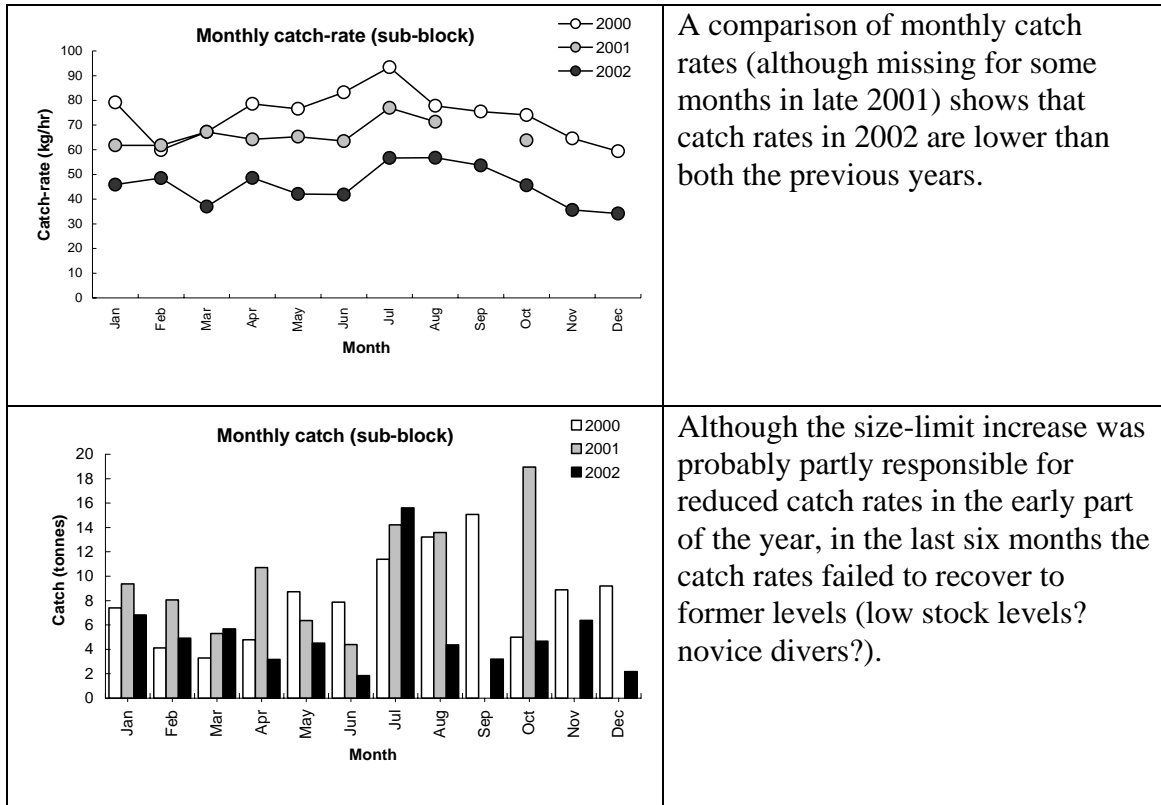 Monthly catch-rate (sub-block)
2000
2001
2002
100
90
80
70
60
50
40
30
20
10
0
Catch-rate (kg/hr)
Jan
Feb
Mar
Apr
May
Jun
Jul
Aug
Sep
Oct
Nov
Dec
Month
A comparison of monthly catch
rates (although missing for some
months in late 2001) shows that
catch rates in 2002 are lower than
both the previous years.
Monthly catch (sub-block)
2000
2001
2002
20
18
16
14
12
10
8
6
4
2
0
Catch (tonnes)
Jan
Feb
Mar
Apr
May
Jun
Jul
Aug
Sep
Oct
Nov
Dec
Month
Although the size-limit increase was
probably partly responsible for
reduced catch rates in the early part
of the year, in the last six months the
catch rates failed to recover to
former levels (low stock levels?
novice divers?).